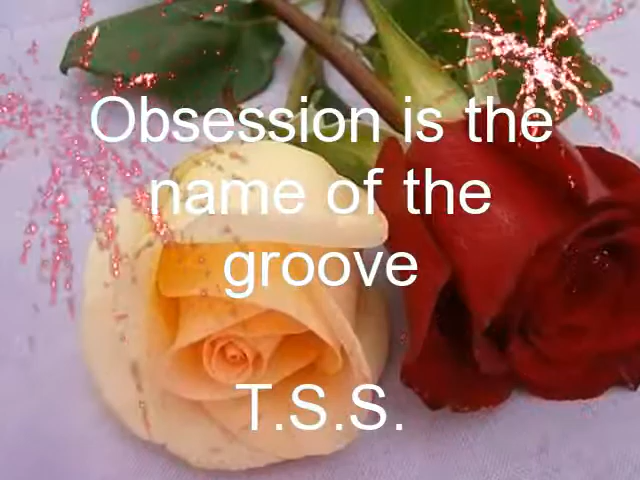 Obsession is the
name of the
groove
T.S.S.